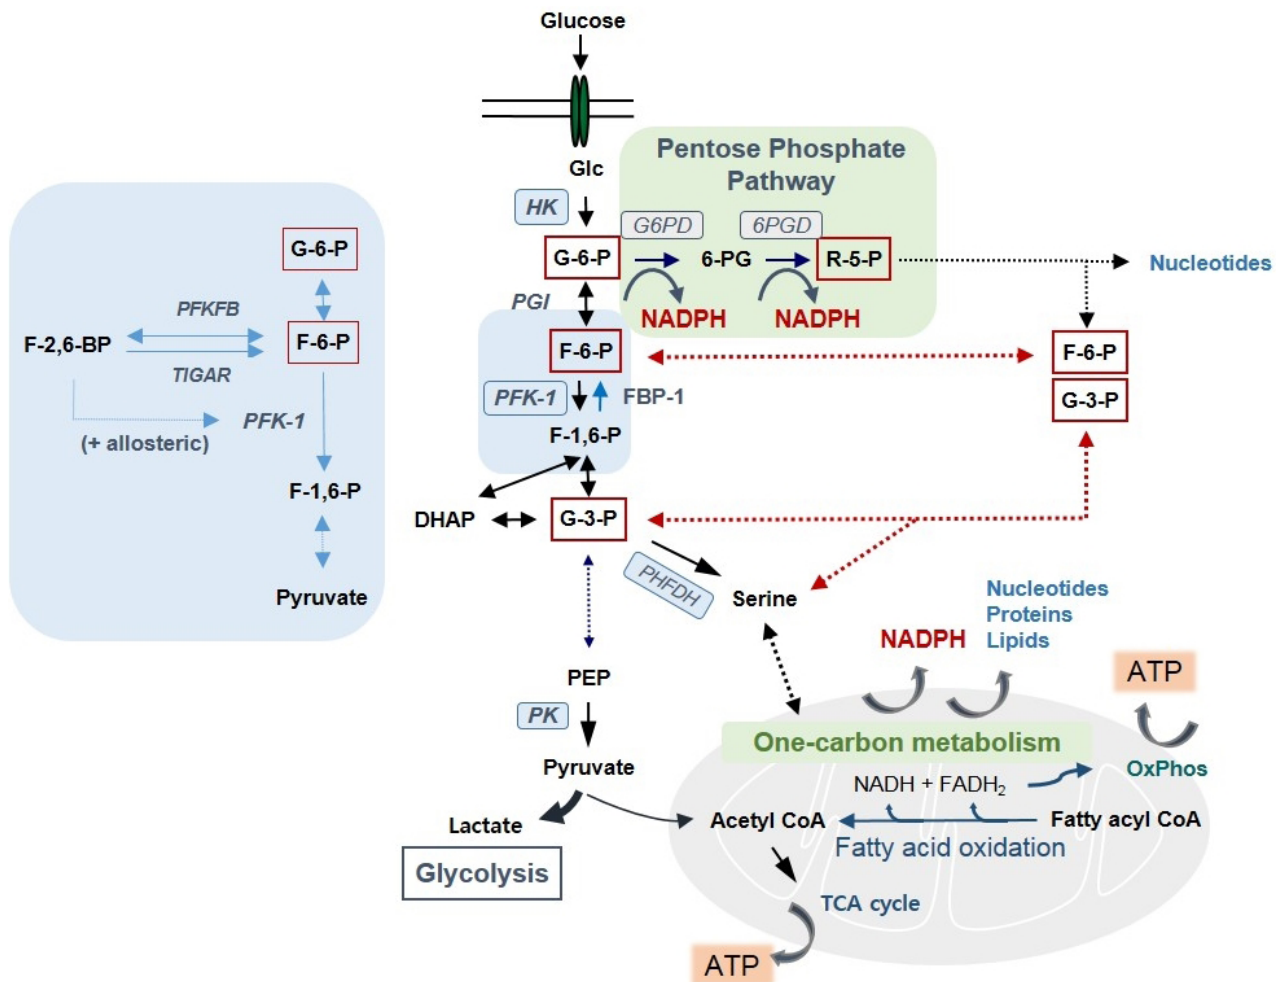 Glucose
Glc
Pentose Phosphate
Pathway
HK
G6PD
6PGD
G-6-P
6-PG
R-5-P
Nucleotides
NADPH
NADPH
PGI
F-6-P
PFK-1
FBP-1
F-1,6-P
F-6-P
G-3-P
DHAP
G-3-P
PHFDH
Serine
G-6-P
PFKFB
F-2,6-BP
F-6-P
TIGAR
PFK-1
(+ allosteric)
F-1,6-P
Pyruvate
PEP
PK
Pyruvate
Lactate
Glycolysis
NADPH
Nucleotides
Proteins
Lipids
ATP
One-carbon metabolism
OxPhos
NADH + FADH₂
Acetyl CoA
Fatty acyl CoA
Fatty acid oxidation
TCA cycle
ATP